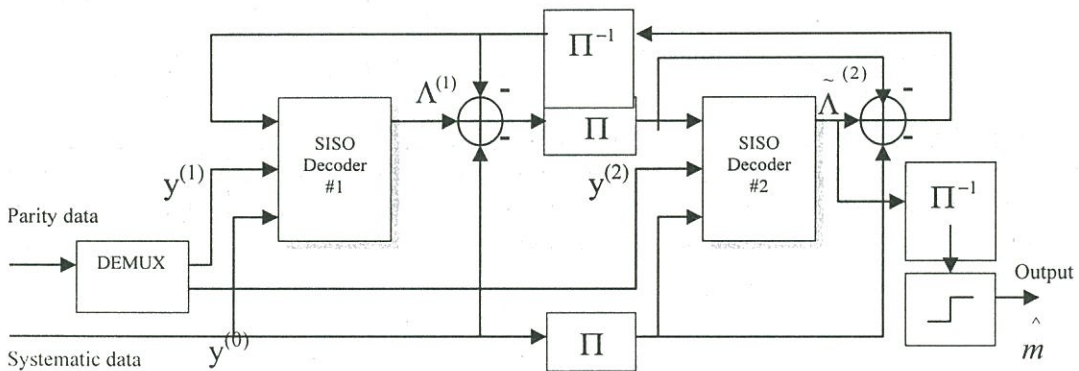 Π⁻¹
Λ⁽¹⁾
-
-
Π
SISO
Decoder
#1
y⁽¹⁾
y⁽²⁾
SISO
Decoder
#2
Λ̃⁽²⁾
-
-
Π⁻¹
Parity data
DEMUX
Output
m̂
Π
y⁽⁰⁾
Systematic data